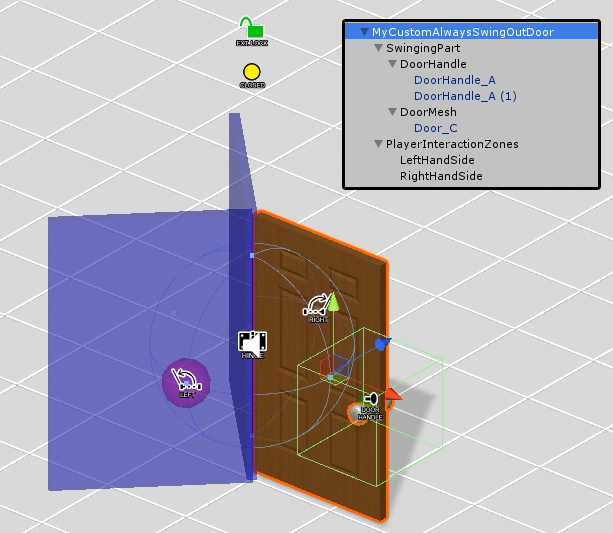 EXT. LOCK
CLOSED
MyCustomAlwaysSwingOutDoor
SwingingPart
DoorHandle
DoorHandle_A
DoorHandle_A (1)
DoorMesh
Door_C
PlayerInteractionZones
LeftHandSide
RightHandSide
RIGHT
HINGE
LEFT
DOOR
HANDLE